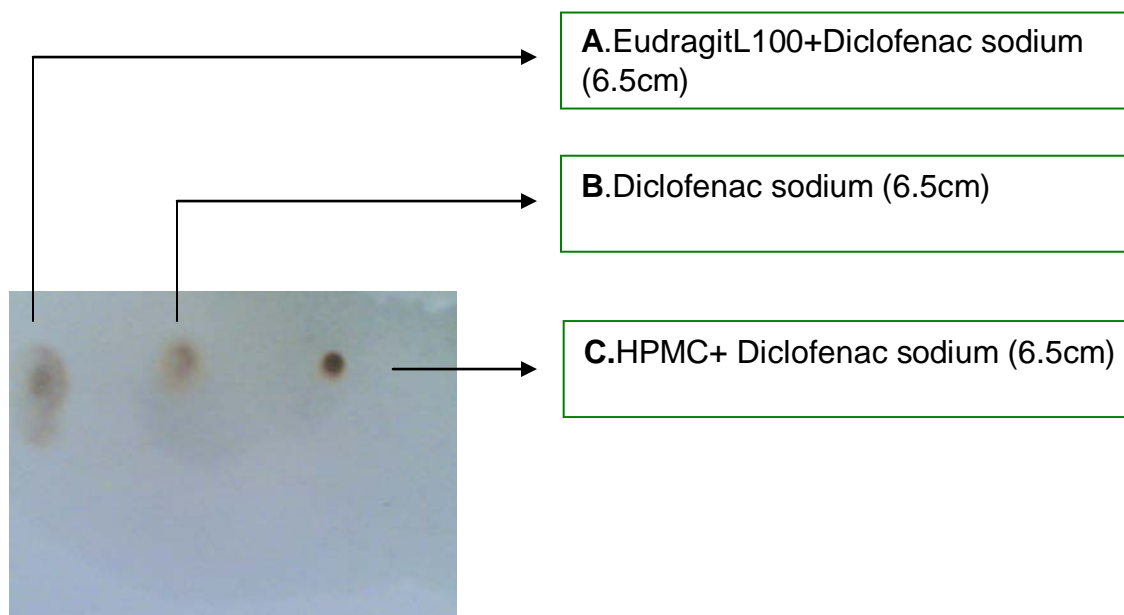 A.EudragitL100+Diclofenac sodium
(6.5cm)
B.Diclofenac sodium (6.5cm)
C.HPMC+ Diclofenac sodium (6.5cm)